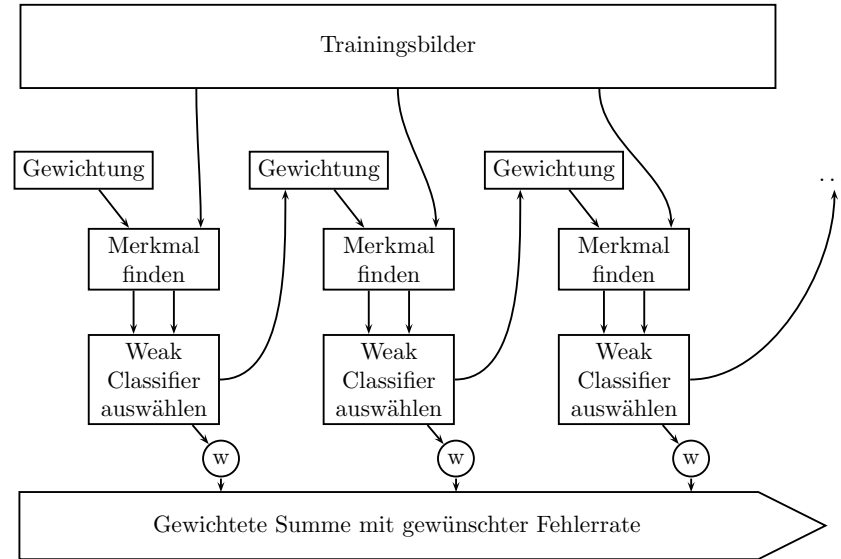 Trainingsbilder
Gewichtung
Gewichtung
Gewichtung
. .
Merkmal
finden
Merkmal
finden
Merkmal
finden
Weak
Classifier
auswählen
Weak
Classifier
auswählen
Weak
Classifier
auswählen
w
w
w
Gewichtete Summe mit gewünschter Fehlerrate